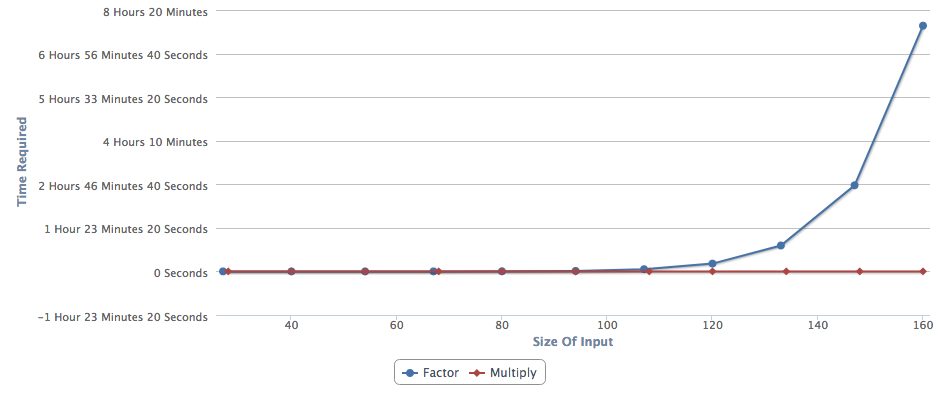 8 Hours 20 Minutes
6 Hours 56 Minutes 40 Seconds
5 Hours 33 Minutes 20 Seconds
4 Hours 10 Minutes
2 Hours 46 Minutes 40 Seconds
1 Hour 23 Minutes 20 Seconds
0 Seconds
−1 Hour 23 Minutes 20 Seconds
Time Required
40 60 80 100 120 140 160
Size Of Input
Factor Multiply